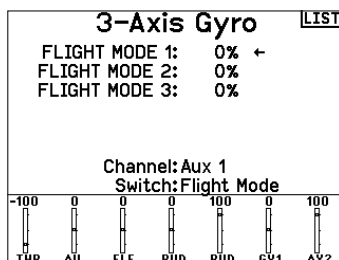 3-Axis Gyro
LIST
FLIGHT MODE 1: 0% ←
FLIGHT MODE 2: 0%
FLIGHT MODE 3: 0%
Channel: Aux 1
Switch: Flight Mode
-100 0 0 0 100 0 100
THR AIL ELE RUD RUD GY1 AX2